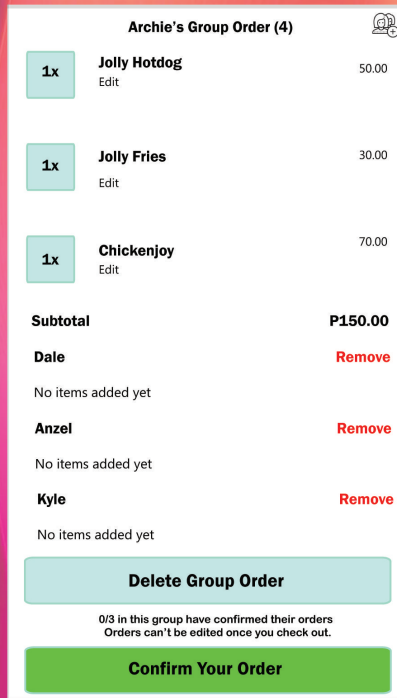 Archie's Group Order (4)
1x
Jolly Hotdog
50.00
Edit
1x
Jolly Fries
30.00
Edit
1x
Chickenjoy
70.00
Edit
Subtotal
P150.00
Dale
Remove
No items added yet
Anzel
Remove
No items added yet
Kyle
Remove
No items added yet
Delete Group Order
0/3 in this group have confirmed their orders
Orders can't be edited once you check out.
Confirm Your Order